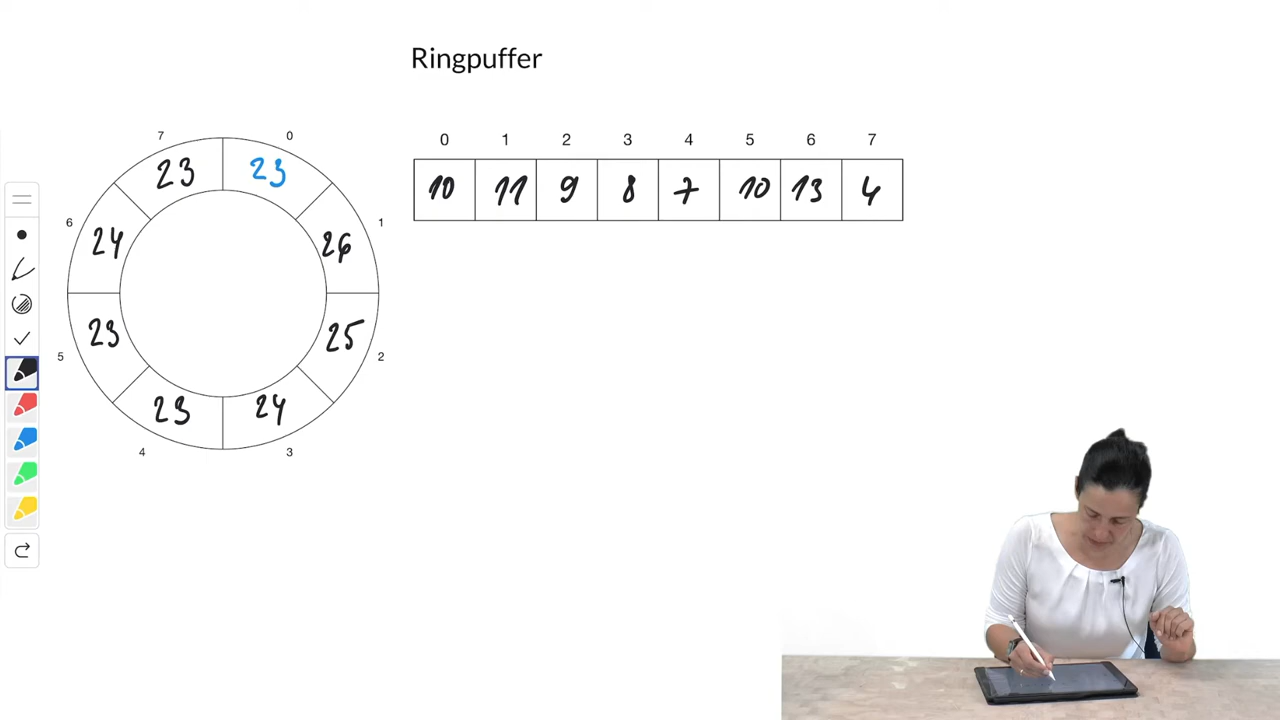 Ringpuffer
7 0
23 23
6 1
24 26
23 25
5 2
23 24
4 3
0 1 2 3 4 5 6 7
10 11 9 8 7 10 13 4